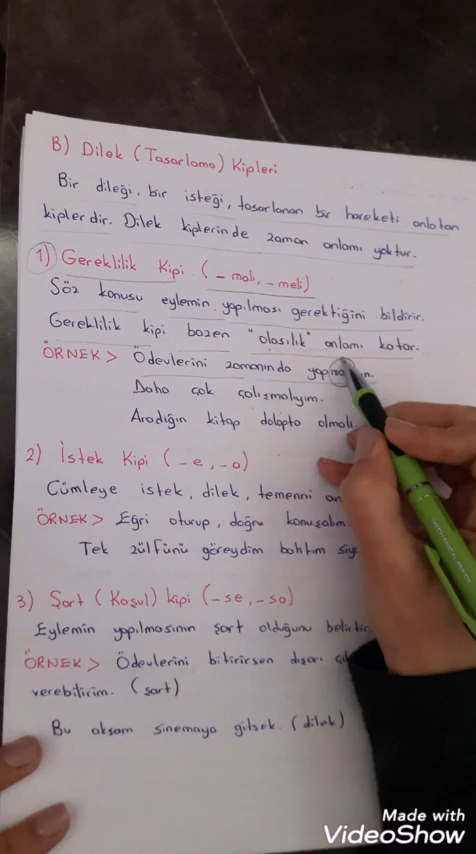 B) Dilek (Tasarlama) Kipleri
Bir dileği, bir isteği, tasarlanan bir hareketi anlatan
kiplerdir. Dilek kiplerinde zaman anlamı yoktur.
1) Gereklilik Kipi (-malı, -meli)
Söz konusu eylemin yapılması gerektiğini bildirir.
Gereklilik kipi bazen "olasılık" anlamı katar.
ÖRNEK > Ödevlerini zamanında
Daha çok çalışmalıyım.
Aradığın kitap dolapta olmalı.
2) İstek Kipi (-e, -a)
Cümleye istek, dilek, temenni an
ÖRNEK > Eğri oturup, doğru konuşalım
Tek zülfünü göreydim bahtım
3) Şart (Koşul) kipi (-se, -sa)
Eylemin yapılmasının şart olduğunu belirtir.
ÖRNEK > Ödevlerini bitirirsen dışarı
verebilirim. (şart)
Bu akşam sinemaya gitsek. (dilek)
Made with
VideoShow